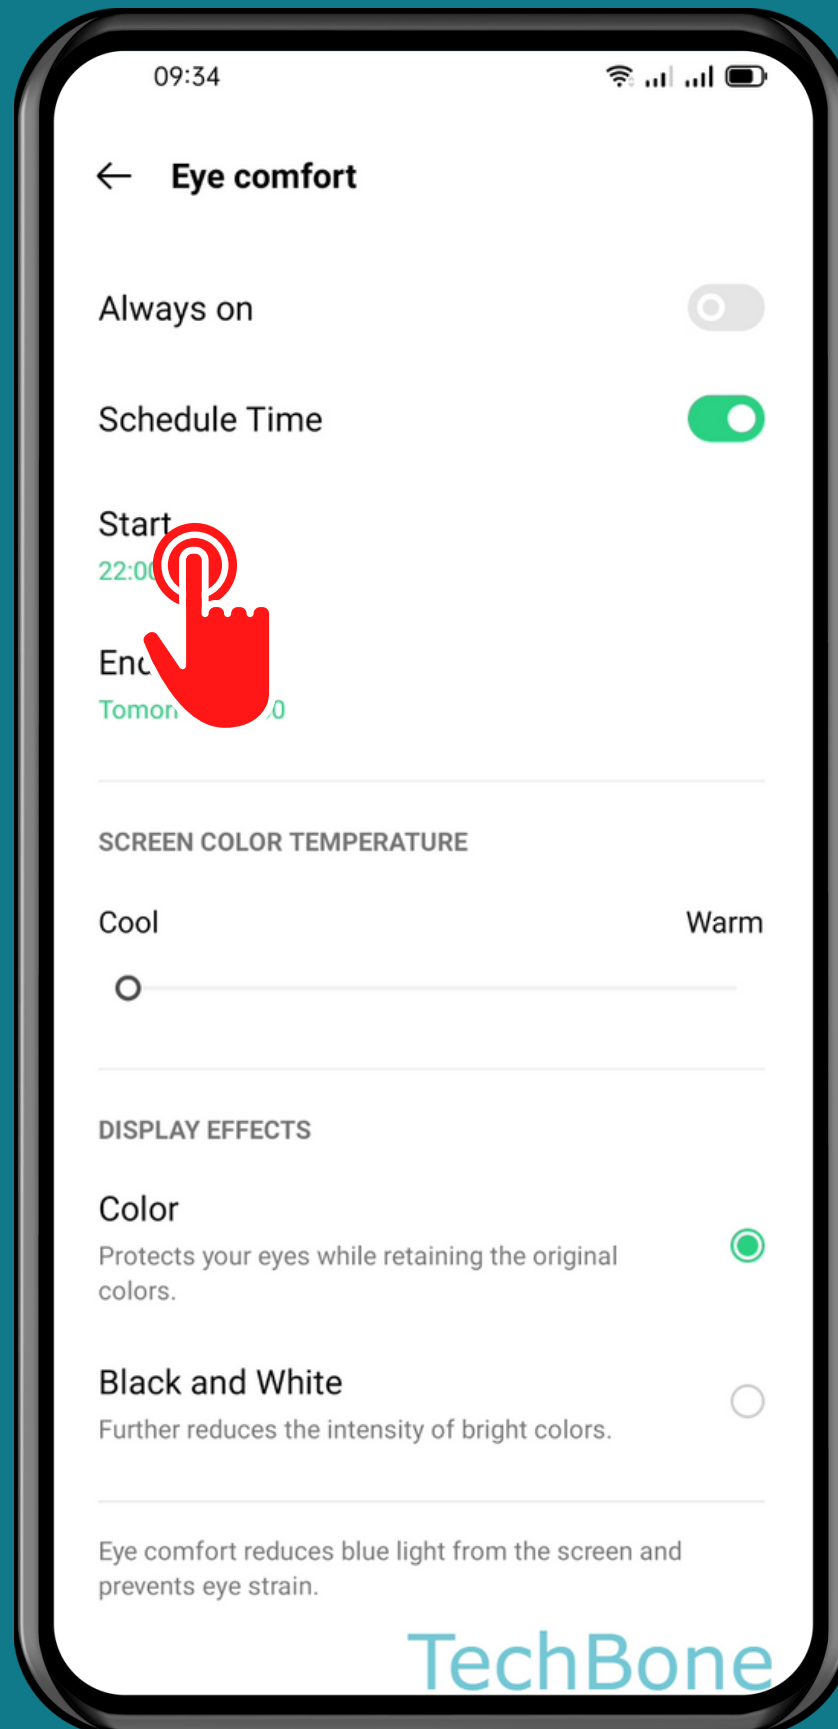 09:34
Eye comfort
Always on
Schedule Time
Start
22:00
SCREEN COLOR TEMPERATURE
Cool
Warm
DISPLAY EFFECTS
Color
Protects your eyes while retaining the original
colors.
Black and White
Further reduces the intensity of bright colors.
Eye comfort reduces blue light from the screen and
prevents eye strain.
TechBone